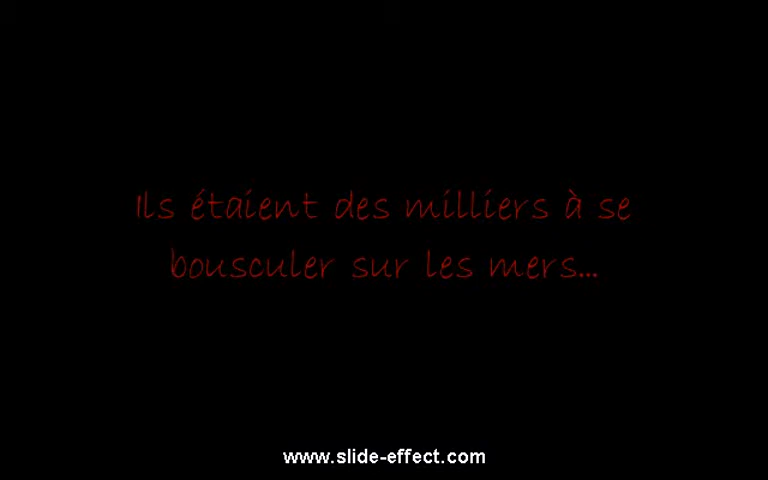 Ils étaient des milliers à se
bousculer sur les mers...
www.slide-effect.com